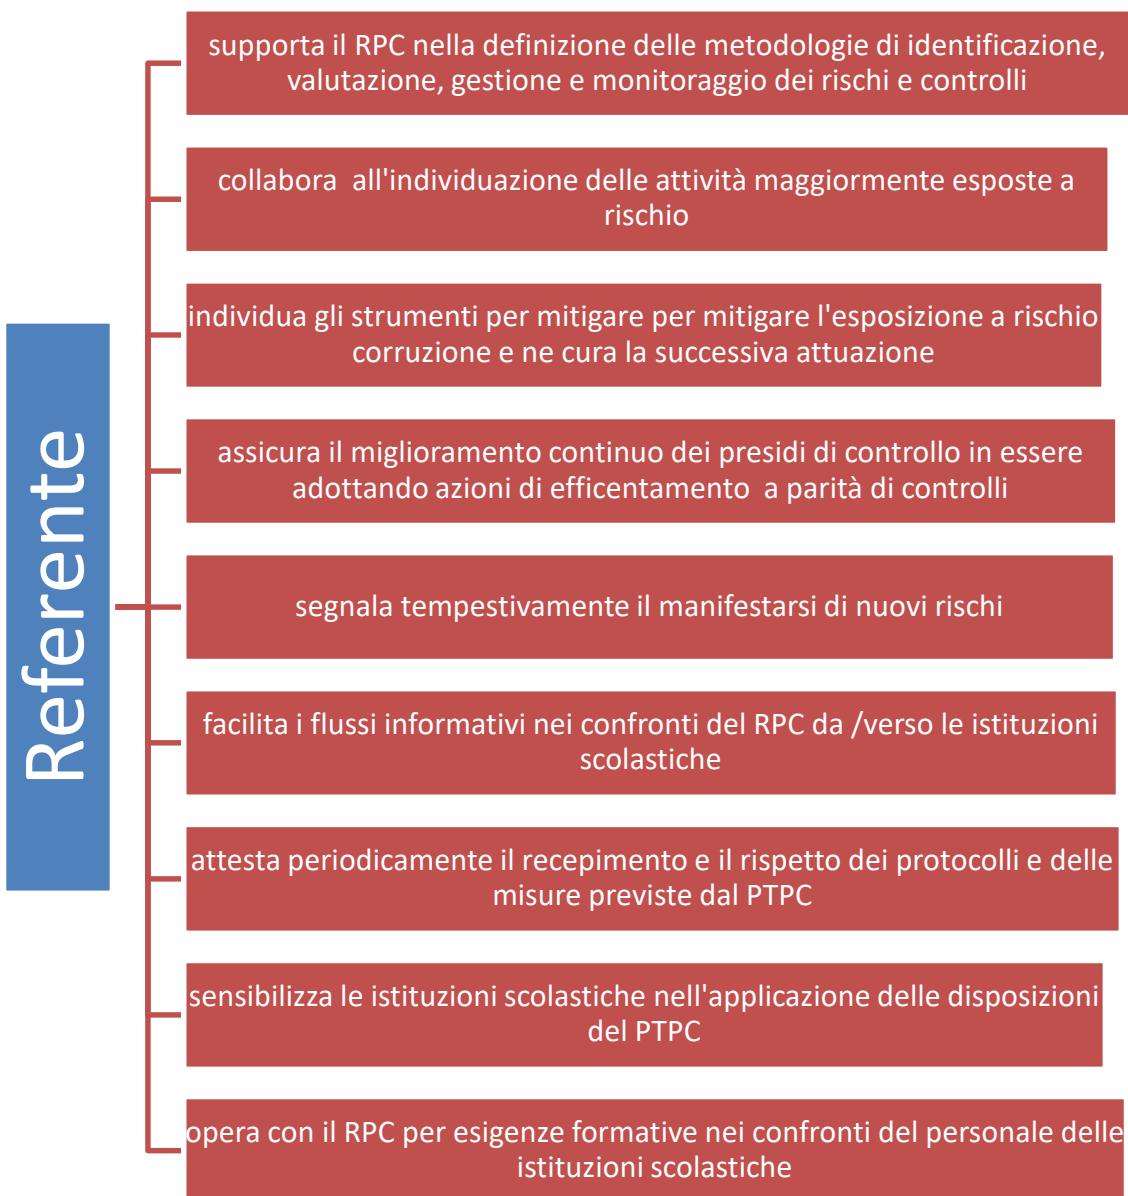 Referente
supporta il RPC nella definizione delle metodologie di identificazione,
valutazione, gestione e monitoraggio dei rischi e controlli
collabora  all'individuazione delle attività maggiormente esposte a
rischio
individua gli strumenti per mitigare per mitigare l'esposizione a rischio
corruzione e ne cura la successiva attuazione
assicura il miglioramento continuo dei presidi di controllo in essere
adottando azioni di efficentamento  a parità di controlli
segnala tempestivamente il manifestarsi di nuovi rischi
facilita i flussi informativi nei confronti del RPC da /verso le istituzioni
scolastiche
attesta periodicamente il recepimento e il rispetto dei protocolli e delle
misure previste dal PTPC
sensibilizza le istituzioni scolastiche nell'applicazione delle disposizioni
del PTPC
opera con il RPC per esigenze formative nei confronti del personale delle
istituzioni scolastiche